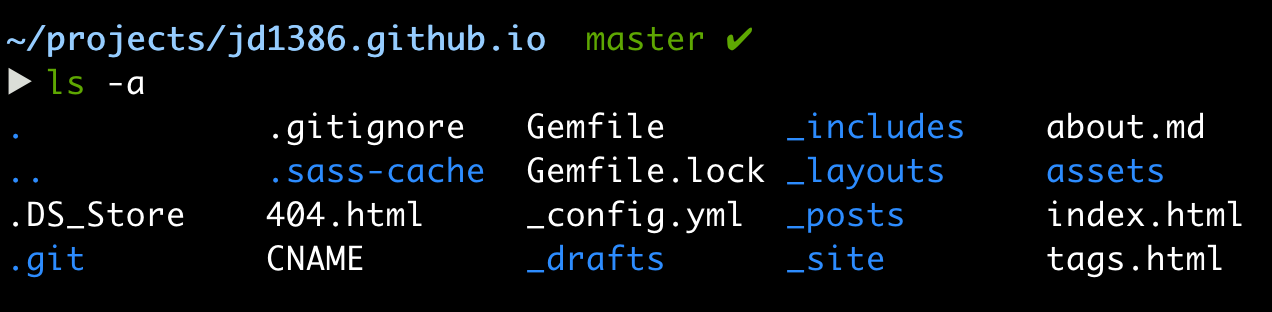 ~/projects/jd1386.github.io master ✔
▶ ls -a
. .gitignore Gemfile _includes about.md
.. .sass-cache Gemfile.lock _layouts assets
.DS_Store 404.html _config.yml _posts index.html
.git CNAME _drafts _site tags.html